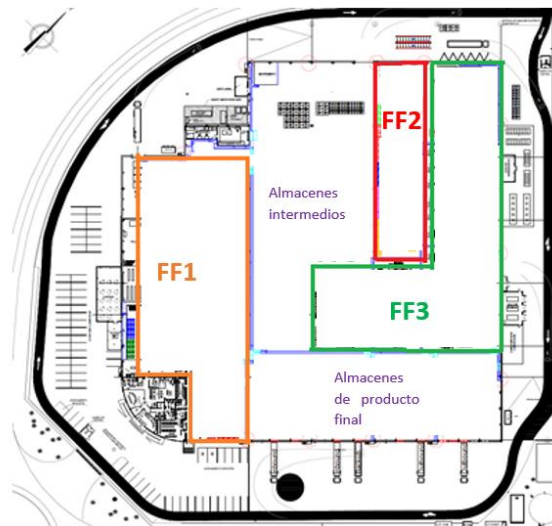 FF2
Almacenes
intermedios
FF1
FF3
Almacenes
de producto
final